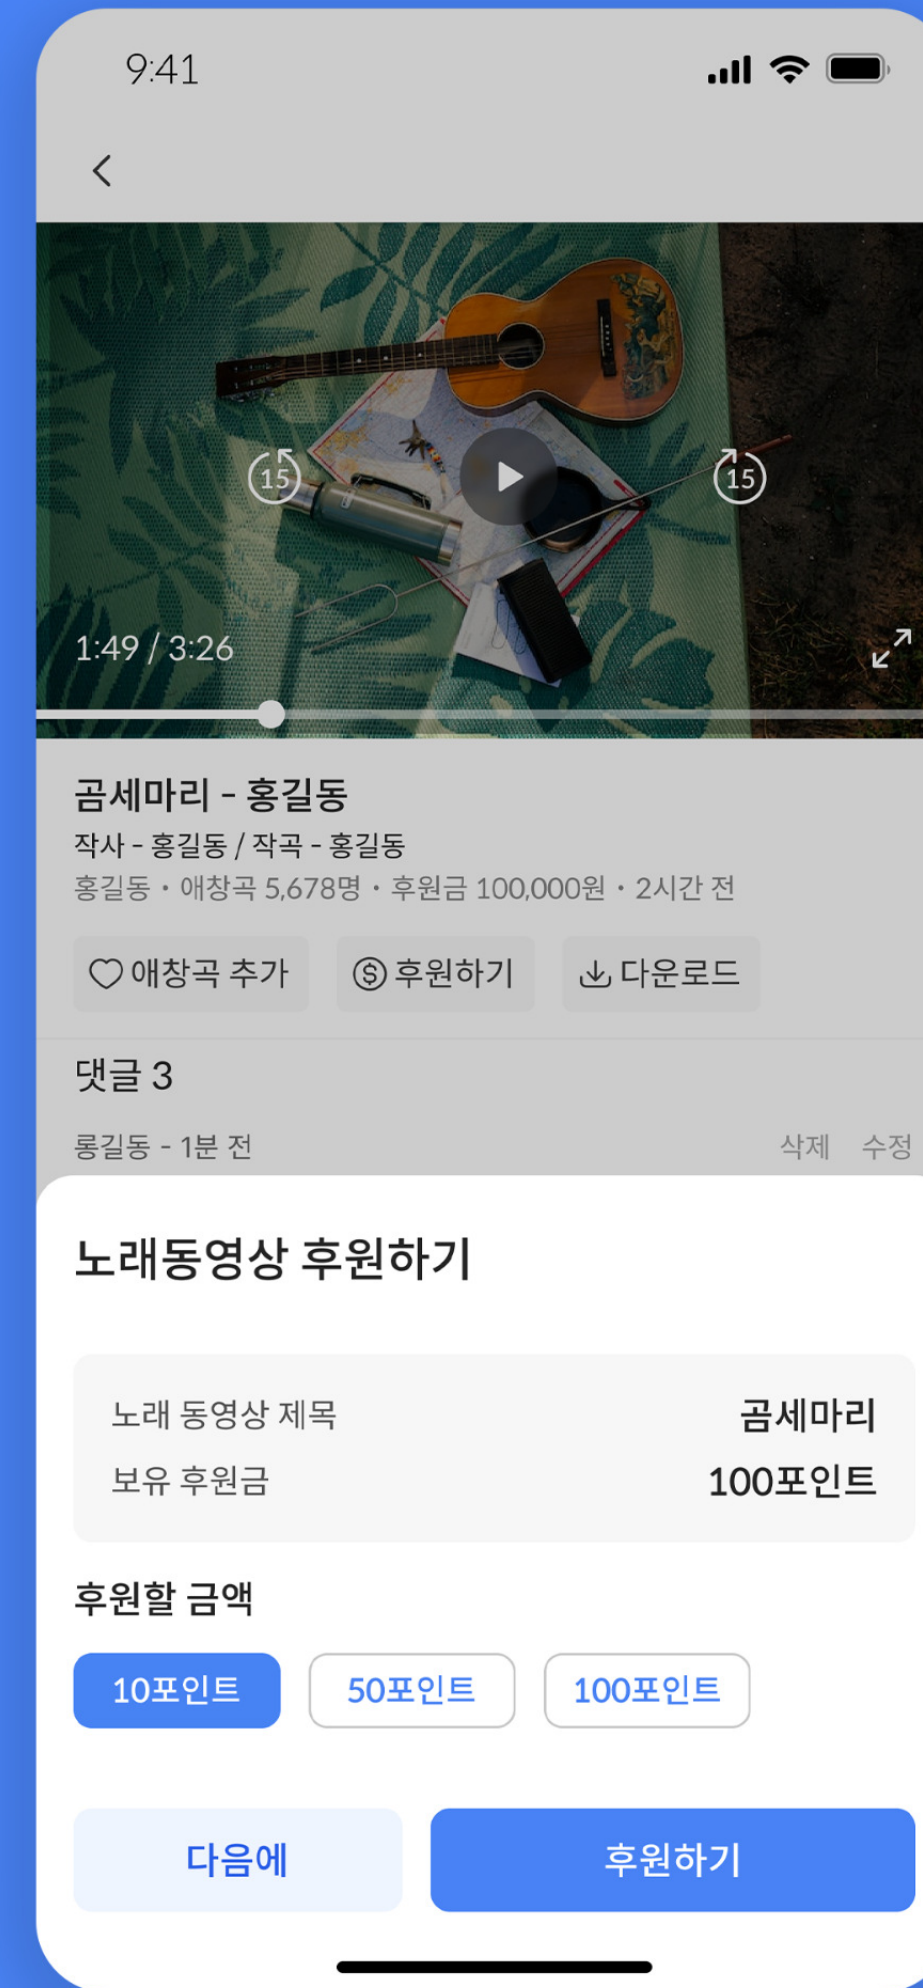 9:41
15
15
1:49 / 3:26
곰세마리 - 홍길동
작사 - 홍길동 / 작곡 - 홍길동
홍길동 · 애창곡 5,678명 · 후원금 100,000원 · 2시간 전
애창곡 추가 후원하기 다운로드
댓글 3
롱길동 - 1분 전 삭제 수정
노래동영상 후원하기
노래 동영상 제목 곰세마리
보유 후원금 100포인트
후원할 금액
10포인트 50포인트 100포인트
다음에 후원하기